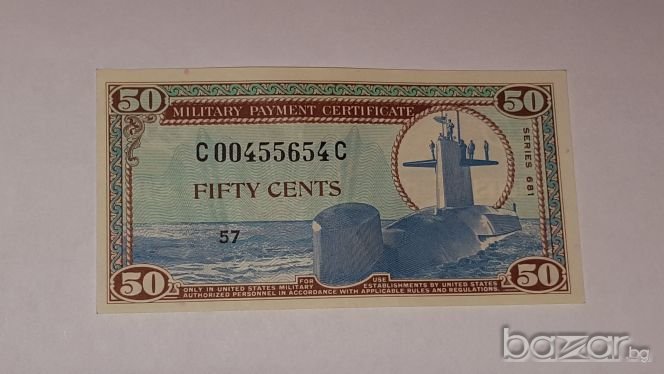 50 50
MILITARY PAYMENT CERTIFICATE
C00455654C
FIFTY CENTS
SERIES 681
57
50 50
ONLY IN UNITED STATES MILITARY FOR USE ESTABLISHMENTS BY UNITED STATES
AUTHORIZED PERSONNEL IN ACCORDANCE WITH APPLICABLE RULES AND REGULATIONS.
bazar.bg